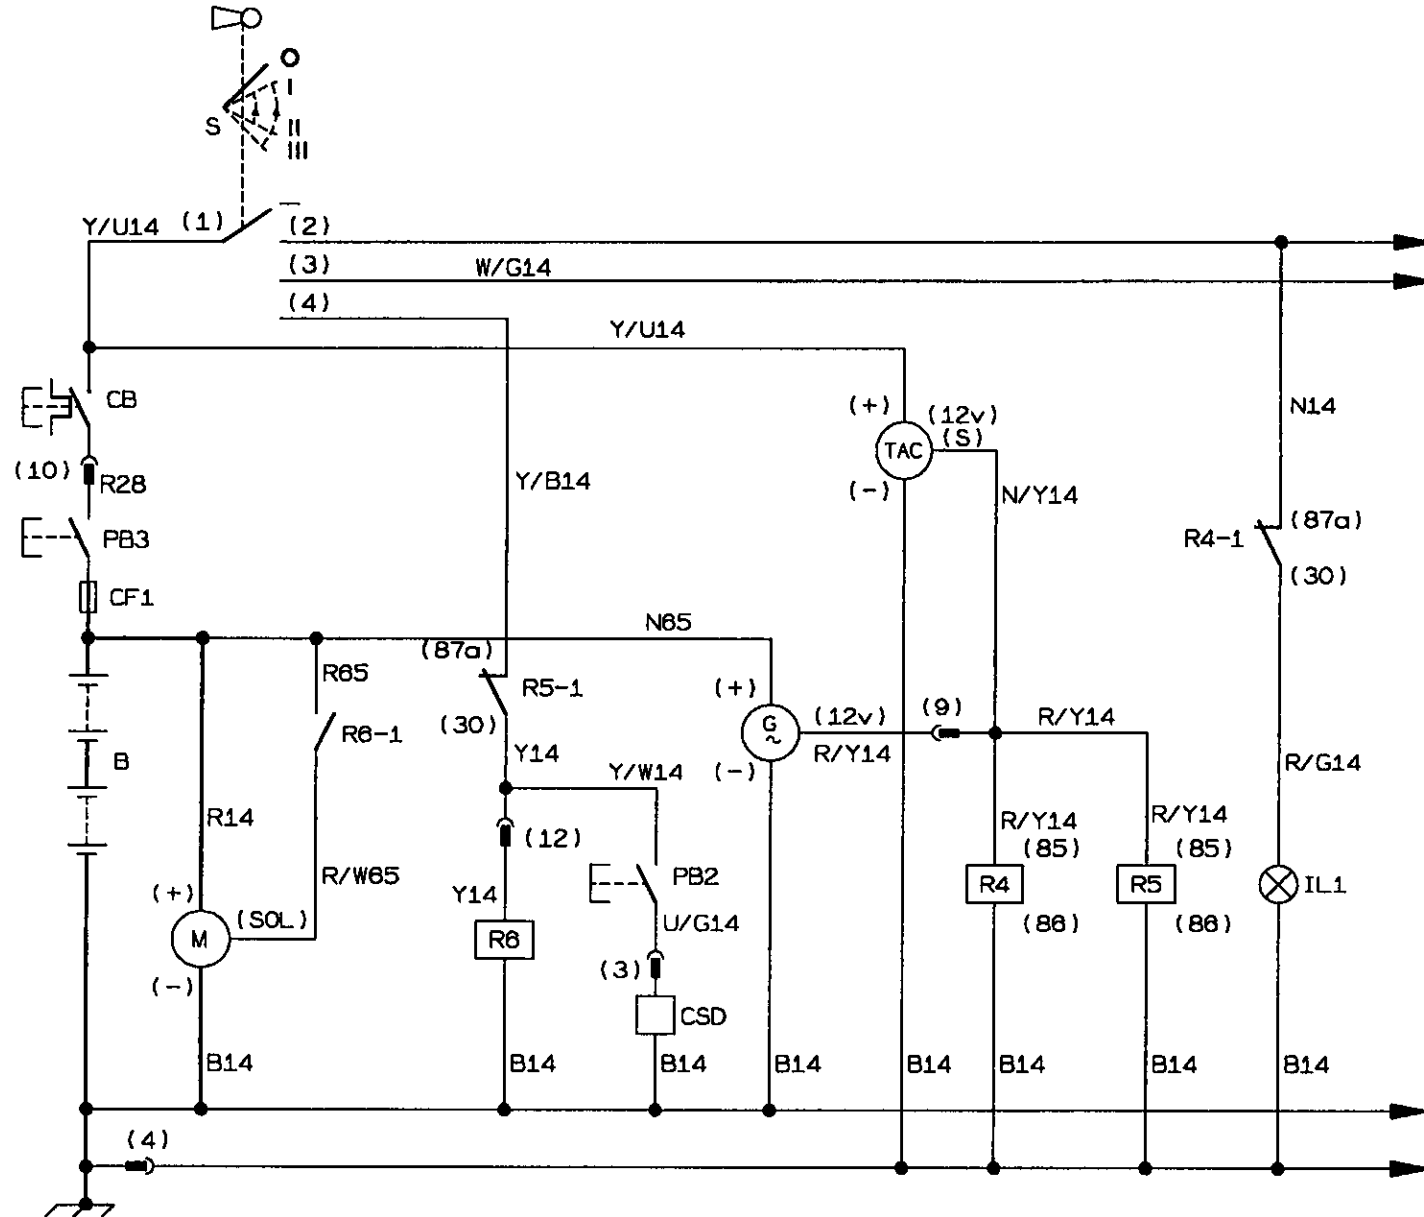 O
I
S
II
III
Y/U14 (1) (2)
(3) W/G14
(4)
Y/U14
CB
(+) (12v)
(S)
N14
TAC
(10) R28
Y/B14
(-) N/Y14
PB3
R4-1 (87a)
(30)
CF1
N65
(87a)
R65
R5-1
(+)
(30)
R6-1
G
~
(12v) (9) R/Y14
R/Y14
Y14
(-)
B
Y/W14
R/G14
R14
(12)
R/Y14 R/Y14
(85) (85)
R/W65
PB2
(+)
Y14
R4 R5 IL1
(SOL)
U/G14
(86) (86)
M
R6
(3)
(-)
CSD
B14 B14 B14 B14 B14 B14 B14 B14
(4)